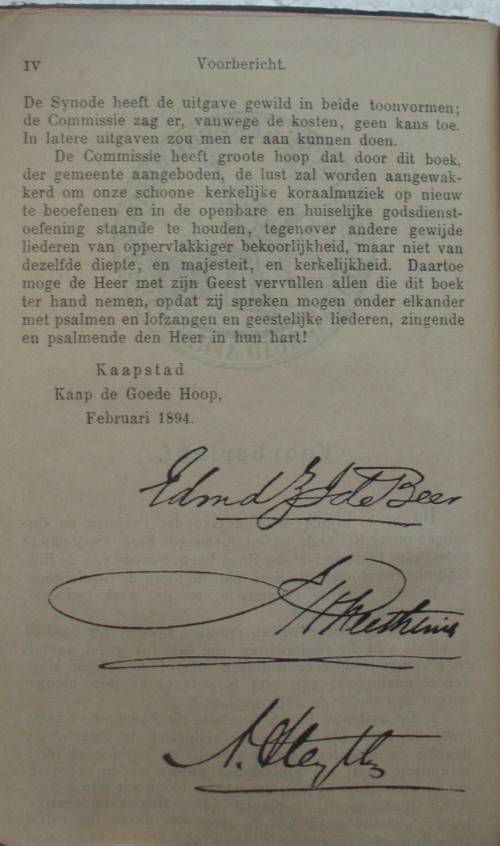 IV Voorbericht.
De Synode heeft de uitgave gewild in beide toonvormen;
de Commissie zag er, vanwege de kosten, geen kans toe.
In latere uitgaven zou men er aan kunnen doen.
De Commissie heeft groote hoop dat door dit boek,
der gemeente aangeboden, de lust zal worden aangewak-
kerd om onze schoone kerkelijke koraalmuziek op nieuw
te beoefenen en in de openbare en huiselijke godsdienst-
oefening staande te houden, tegenover andere gewijde
liederen van oppervlakkiger bekoorlijkheid, maar niet van
dezelfde diepte, en majesteit, en kerkelijkheid. Daartoe
moge de Heer met zijn Geest vervullen allen die dit boek
ter hand nemen, opdat zij spreken mogen onder elkander
met psalmen en lofzangen en geestelijke liederen, zingende
en psalmende den Heer in hun hart!
Kaapstad
Kaap de Goede Hoop,
Februari 1894.
de Beer